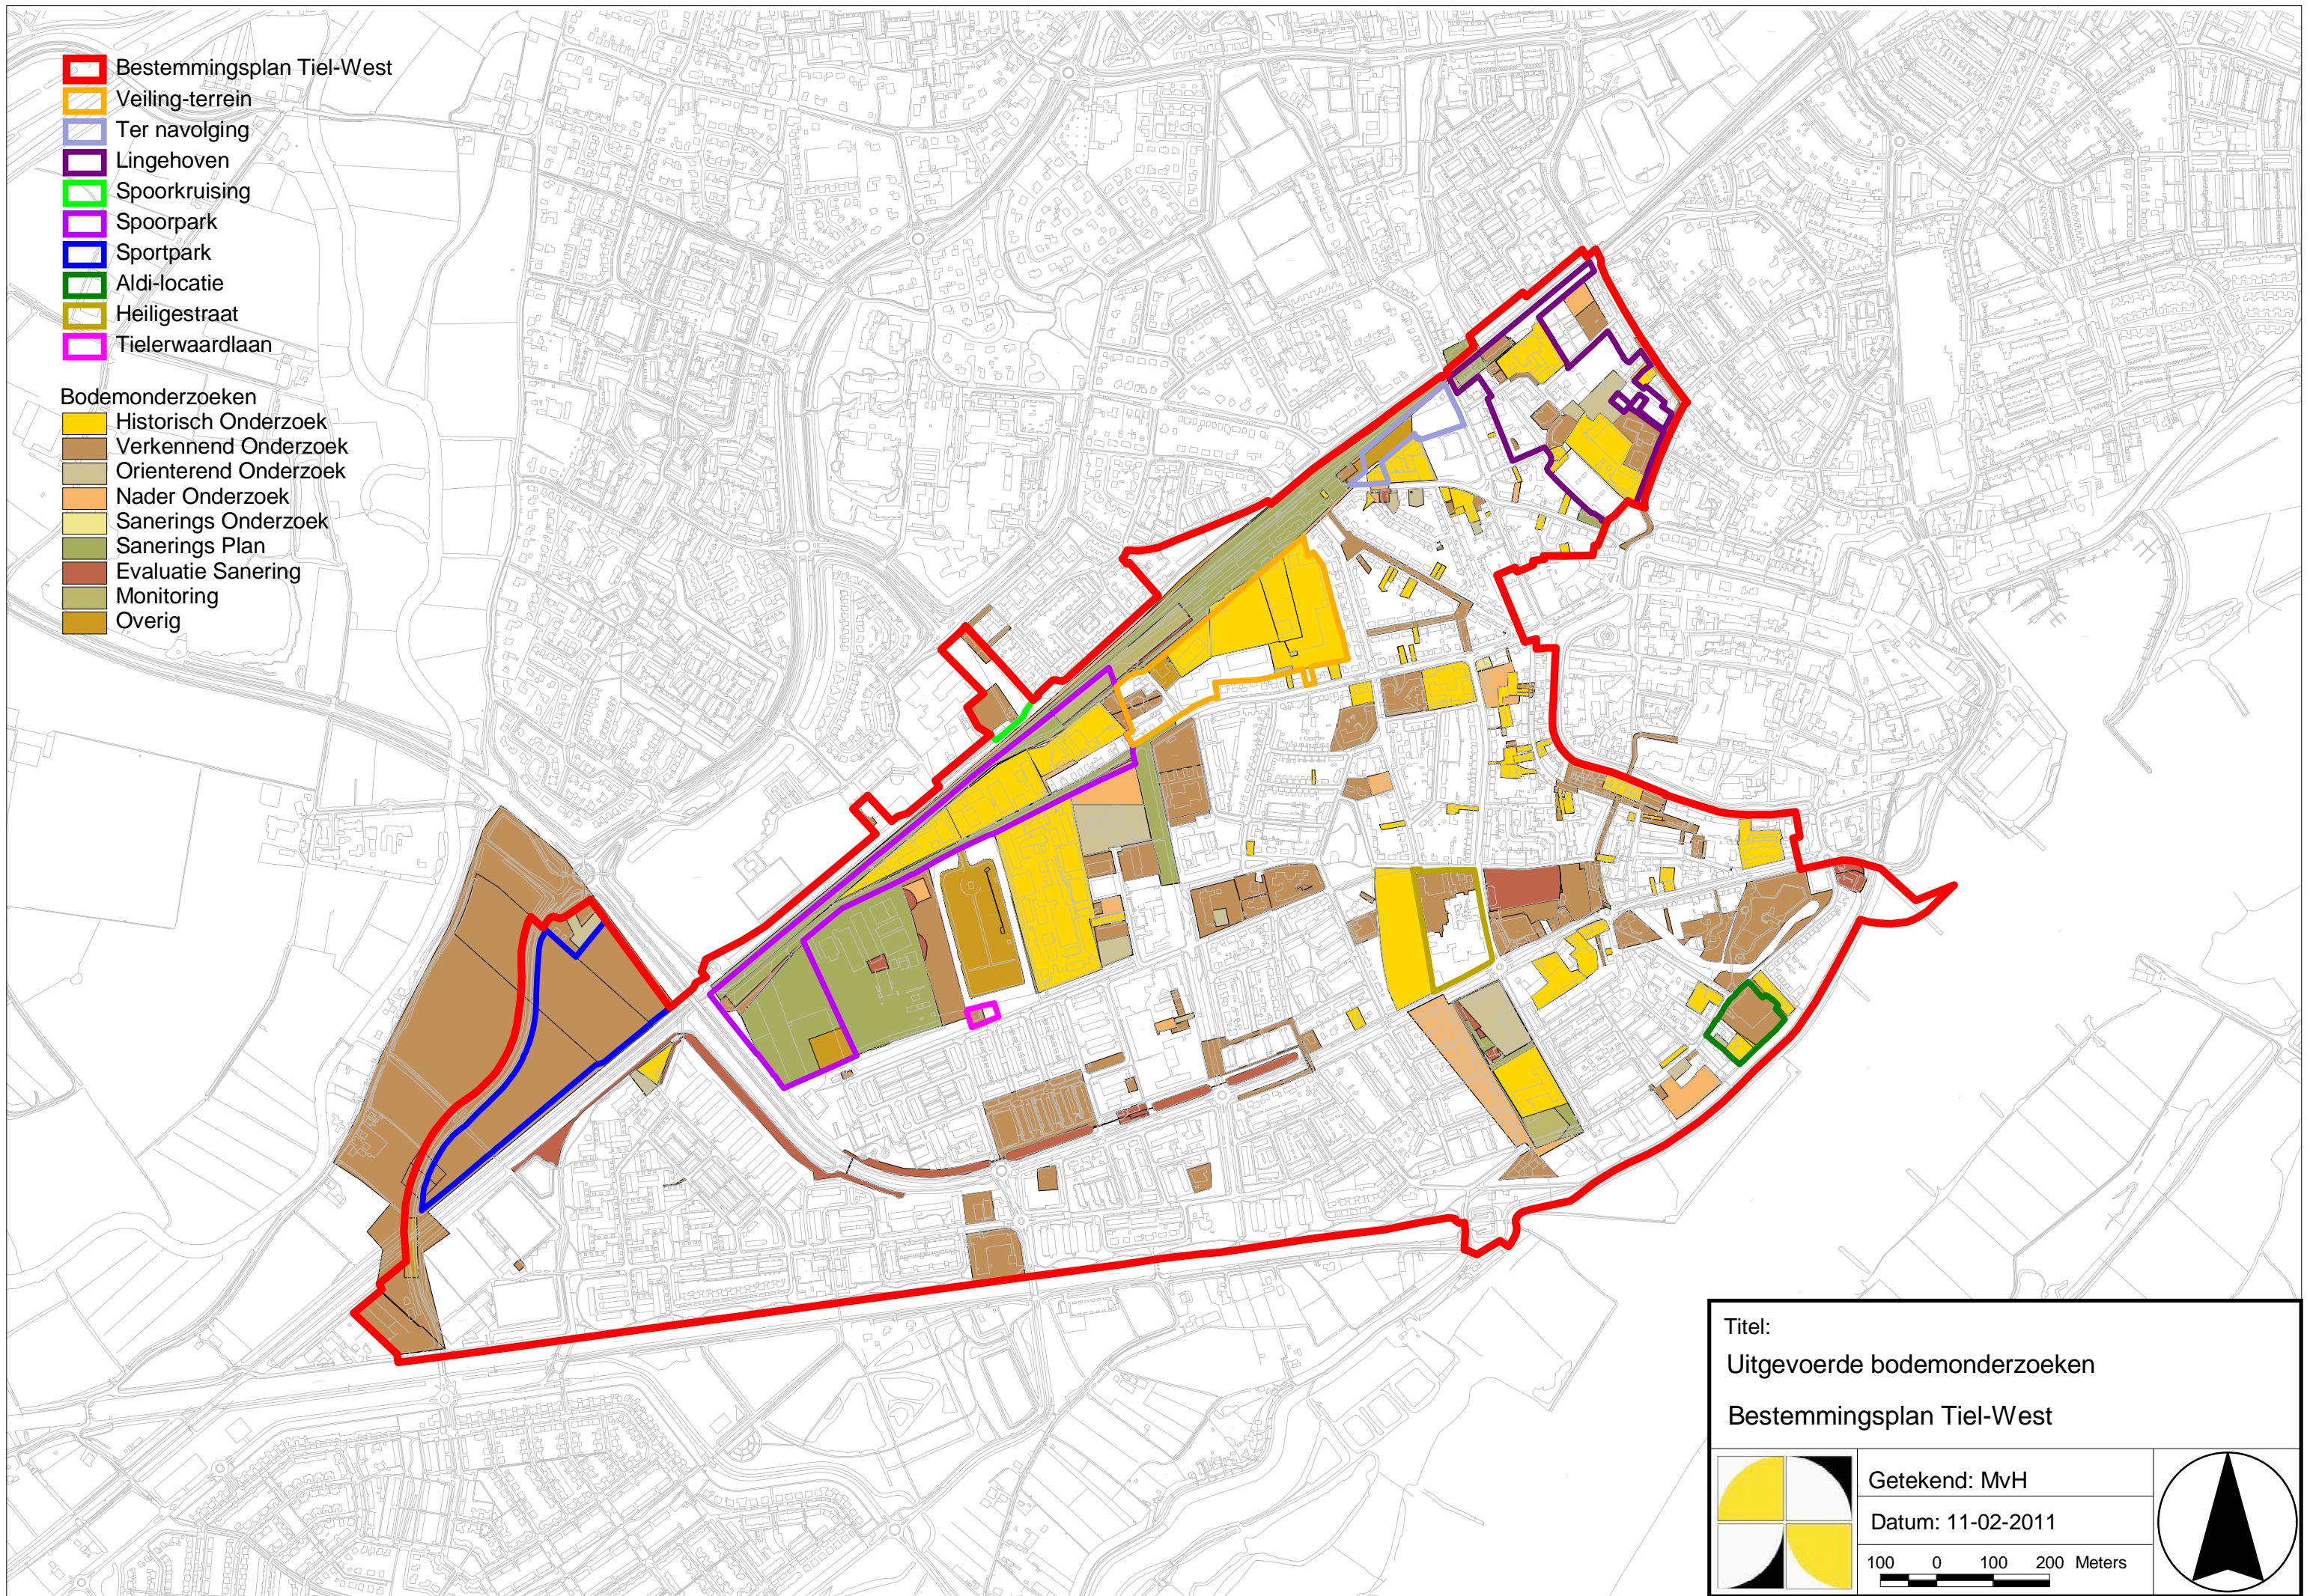 Bestemmingsplan Tiel-West
Veiling-terrein
Ter navolging
Lingehoven
Spoorkruising
Spoorpark
Sportpark
Aldi-locatie
Heiligestraat
Tielerwaardlaan
Bodemonderzoeken
Historisch Onderzoek
Verkennend Onderzoek
Orienterend Onderzoek
Nader Onderzoek
Sanerings Onderzoek
Sanerings Plan
Evaluatie Sanering
Monitoring
Overig
Titel:
Uitgevoerde bodemonderzoeken
Bestemmingsplan Tiel-West
Getekend: MvH
Datum: 11-02-2011
100 0 100 200 Meters